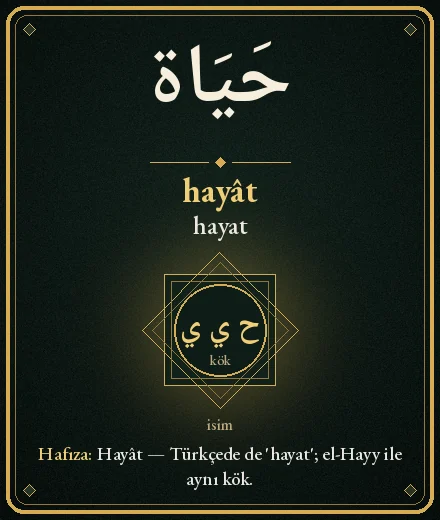 حَيَاة
hayât
hayat
ح ي ي
kök
isim
Hafıza: Hayât — Türkçede de 'hayat'; el-Hayy ile
aynı kök.